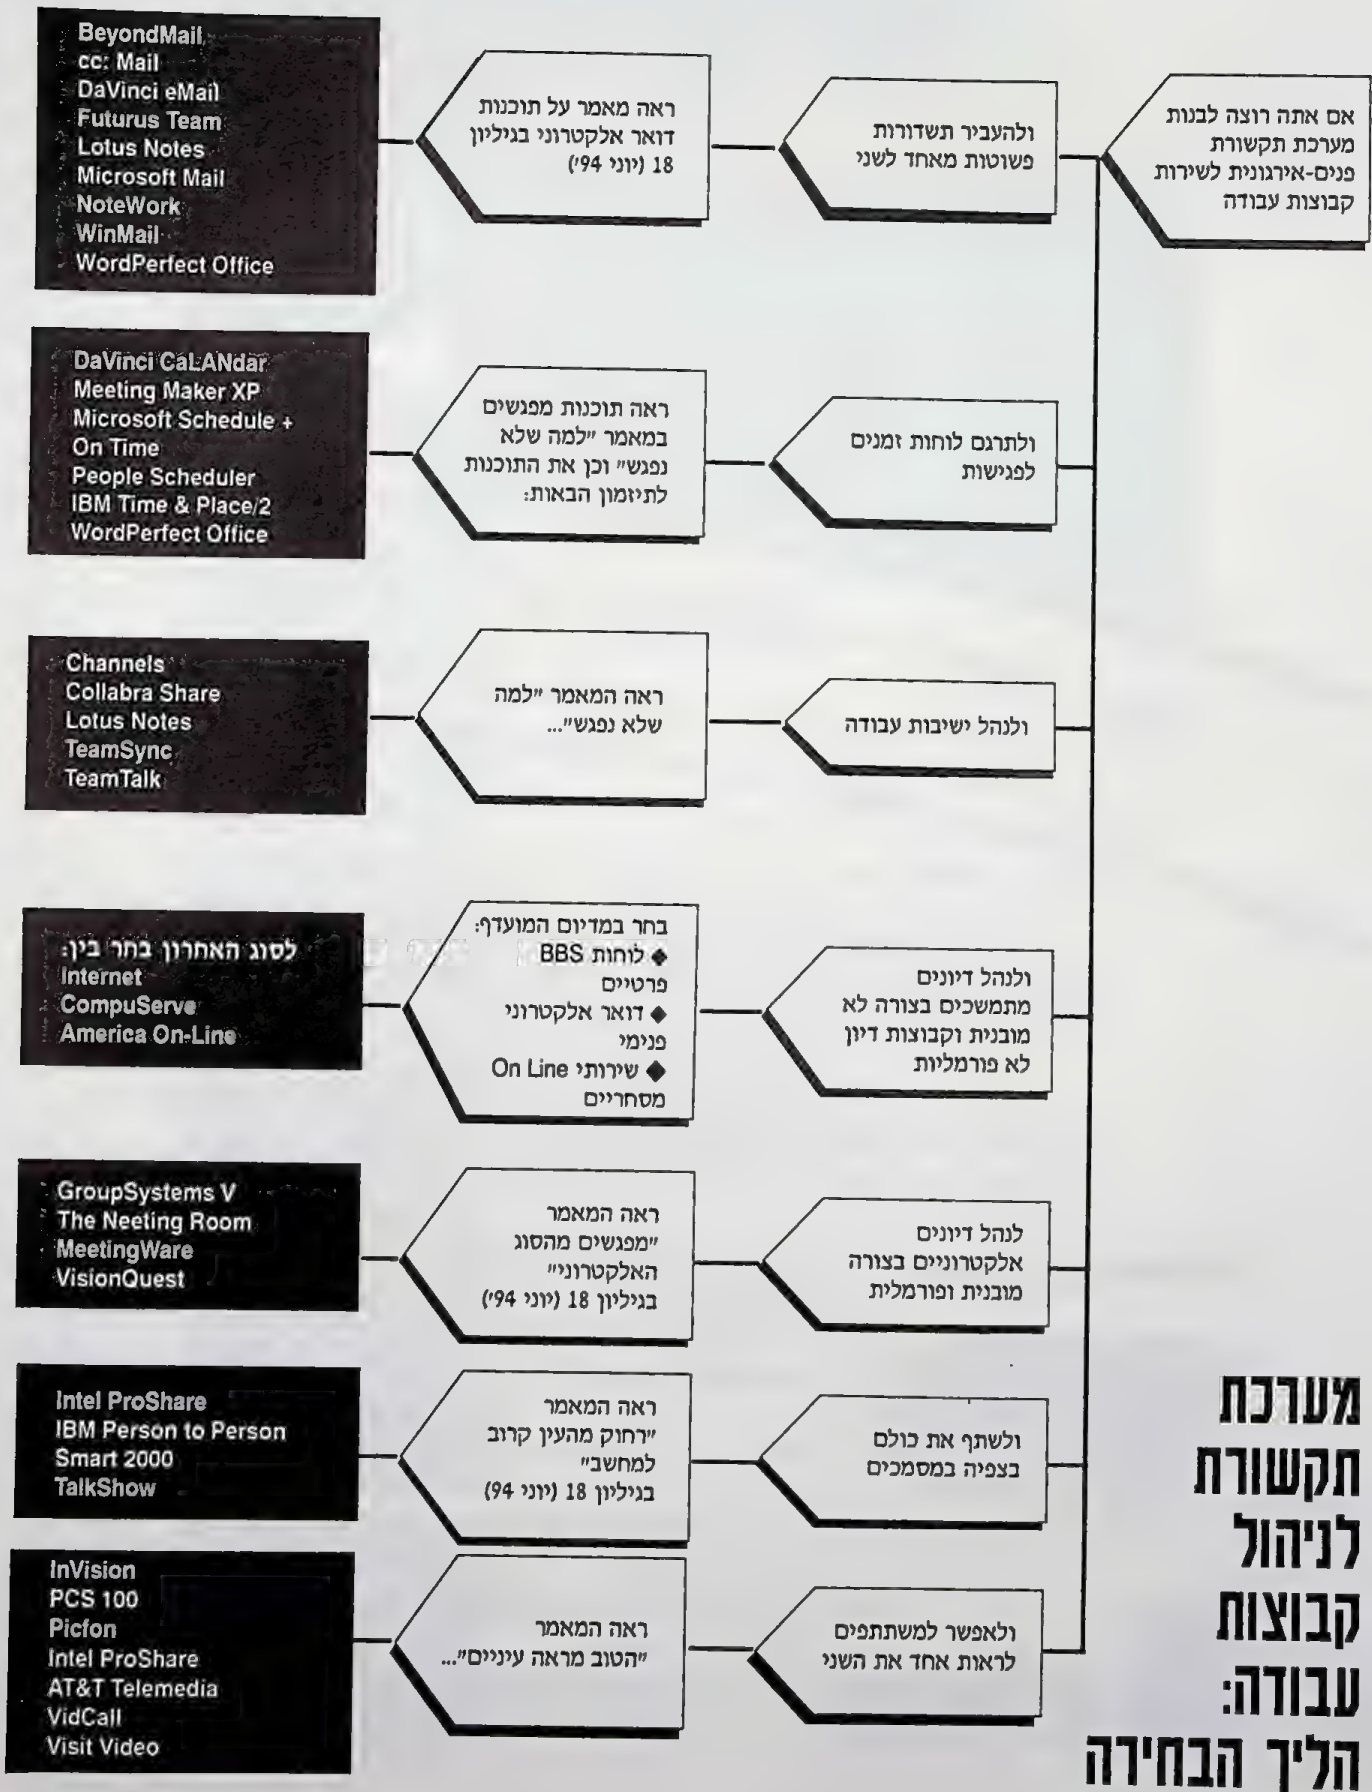 אם אתה רוצה לבנות
מערכת תקשורת
פנים-אירגונית לשירות
קבוצות עבודה
ולהעביר תשדורות
פשוטות מאחד לשני
ראה מאמר על תוכנות
דואר אלקטרוני בגיליון
18 (יוני 94')
BeyondMail
cc: Mail
DaVinci eMail
Futurus Team
Lotus Notes
Microsoft Mail
NoteWork
WinMail
WordPerfect Office
ולתרגם לוחות זמנים
לפגישות
ראה תוכנות מפגשים
במאמר "למה שלא
נפגש" וכן את התוכנות
לתיזמון הבאות:
DaVinci CaLANdar
Meeting Maker XP
Microsoft Schedule +
On Time
People Scheduler
IBM Time & Place/2
WordPerfect Office
ולנהל ישיבות עבודה
ראה המאמר "למה
שלא נפגש"...
Channels
Collabra Share
Lotus Notes
TeamSync
TeamTalk
ולנהל דיונים
מתמשכים בצורה לא
מובנית וקבוצות דיון
לא פורמליות
בחר במדיום המועדף:
◆ לוחות BBS
פרטיים
◆ דואר אלקטרוני
פנימי
◆ שירותי On Line
מסחריים
לסוג האחרון בחר בין:
Internet
CompuServe
America On-Line
לנהל דיונים
אלקטרוניים בצורה
מובנית ופורמלית
ראה המאמר
"מפגשים מהסוג
האלקטרוני"
בגיליון 18 (יוני 94')
GroupSystems V
The Neeting Room
MeetingWare
VisionQuest
ולשתף את כולם
בצפיה במסמכים
ראה המאמר
"רחוק מהעין קרוב
למחשב"
בגיליון 18 (יוני 94)
Intel ProShare
IBM Person to Person
Smart 2000
TalkShow
ולאפשר למשתתפים
לראות אחד את השני
ראה המאמר
"הטוב מראה עיניים"...
InVision
PCS 100
Picfon
Intel ProShare
AT&T Telemedia
VidCall
Visit Video
מערכת
תקשורת
לניהול
קבוצות
עבודה:
הליך הבחירה